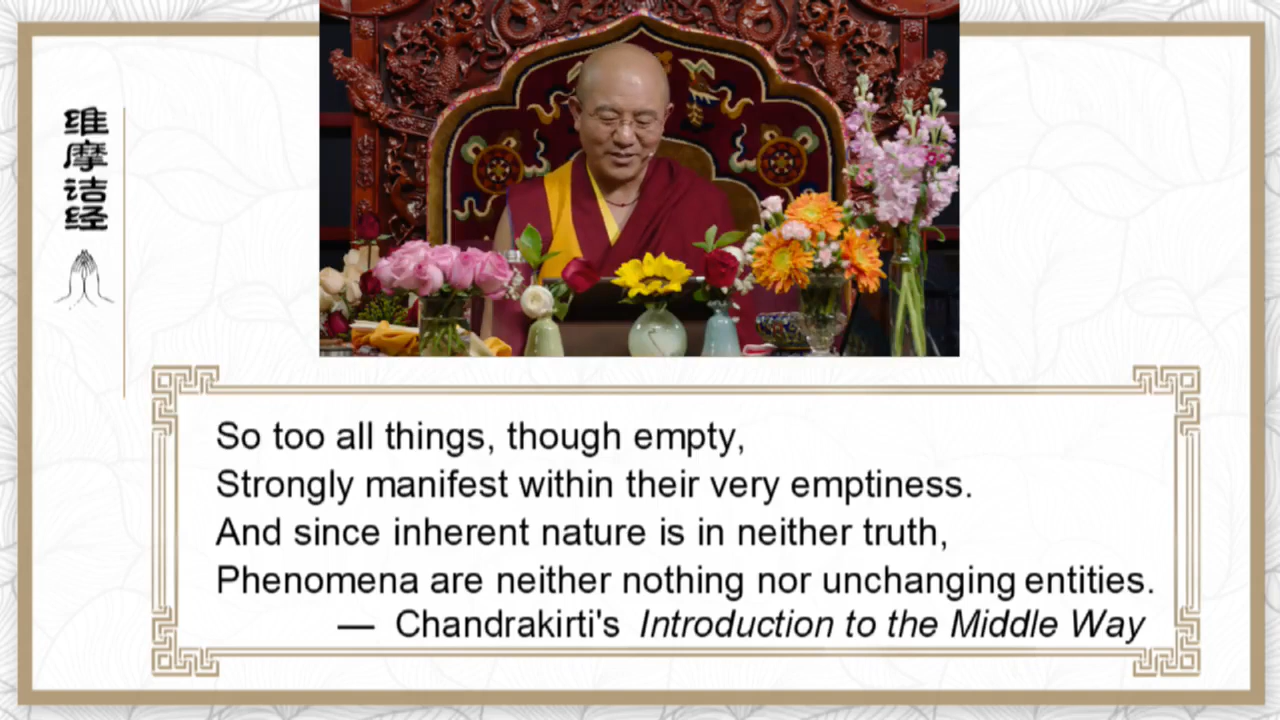 维摩诘经
So too all things, though empty,
Strongly manifest within their very emptiness.
And since inherent nature is in neither truth,
Phenomena are neither nothing nor unchanging entities.
— Chandrakirti's Introduction to the Middle Way